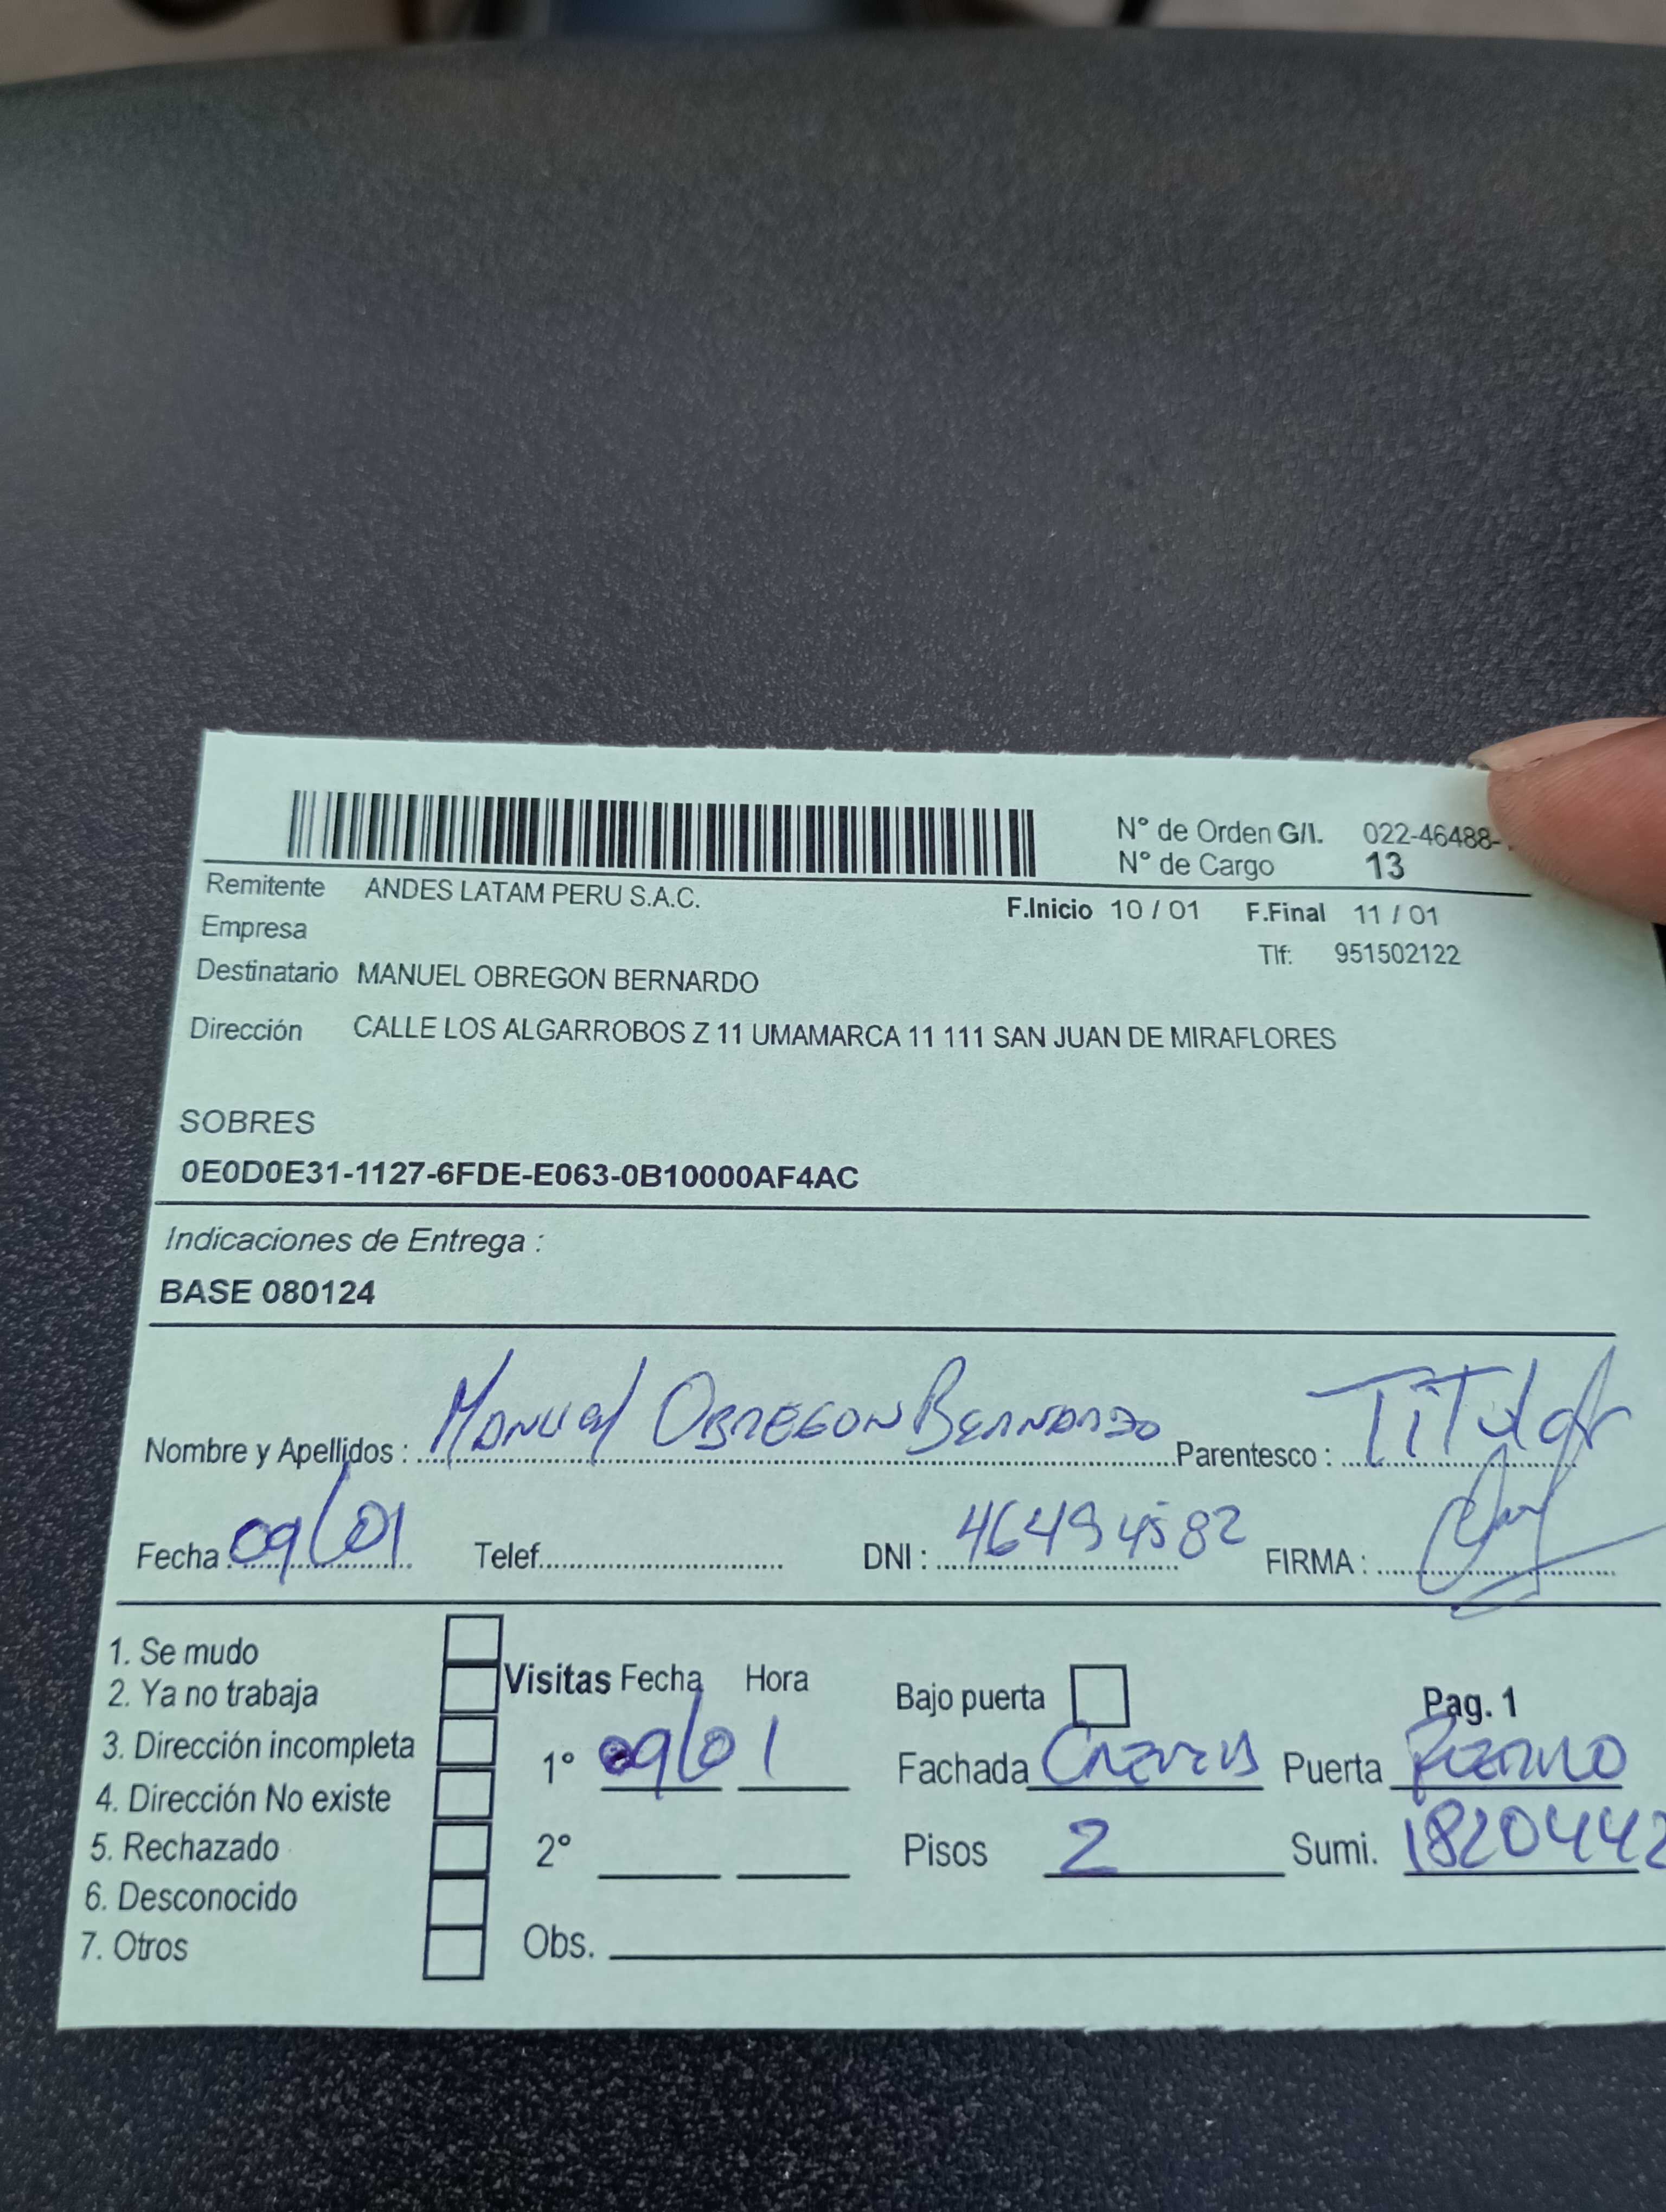 N° de Orden G/I. 022-46488-
N° de Cargo 13
Remitente ANDES LATAM PERU S.A.C.
F.Inicio 10 / 01 F.Final 11 / 01
Empresa
Tlf: 951502122
Destinatario MANUEL OBREGON BERNARDO
Dirección CALLE LOS ALGARROBOS Z 11 UMAMARCA 11 111 SAN JUAN DE MIRAFLORES
SOBRES
0E0D0E31-1127-6FDE-E063-0B10000AF4AC
Indicaciones de Entrega :
BASE 080124
Nombre y Apellidos : Manuel OBREGON BERNARDO Parentesco : TiTular
Fecha 09/01 Telef. DNI : 46494582 FIRMA :
1. Se mudo
2. Ya no trabaja
3. Dirección incompleta
4. Dirección No existe
5. Rechazado
6. Desconocido
7. Otros
Visitas Fecha Hora
1° 09/01
2°
Obs.
Bajo puerta Pag. 1
Fachada Puerta
Pisos 2 Sumi. 1820442